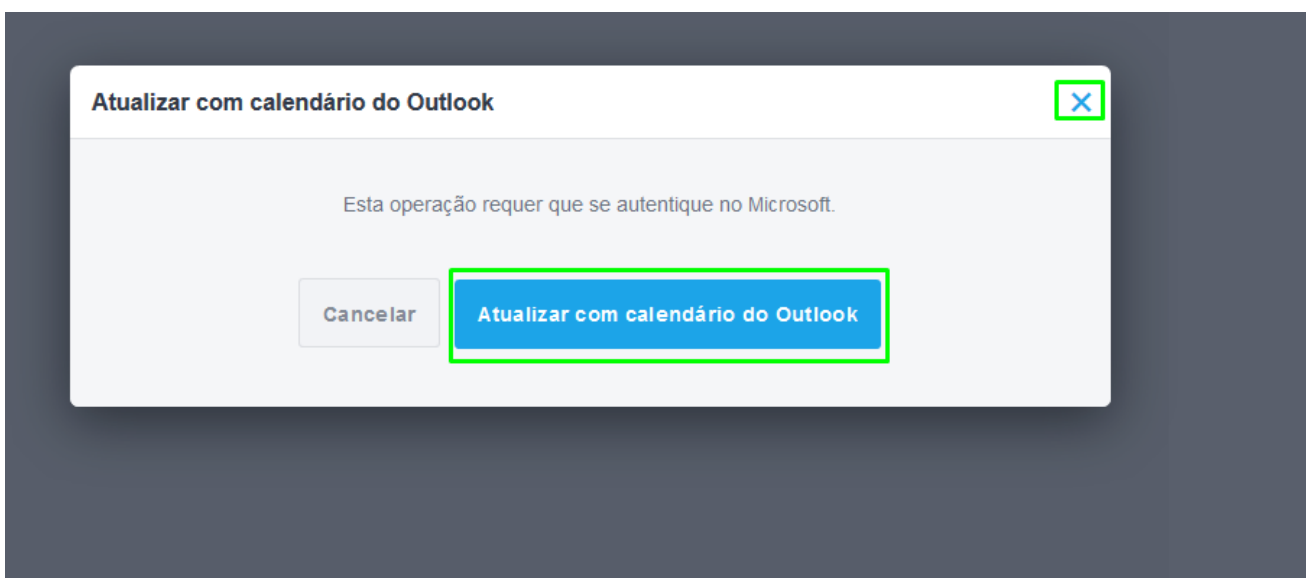 Atualizar com calendário do Outlook
Esta operação requer que se autentique no Microsoft.
Cancelar
Atualizar com calendário do Outlook